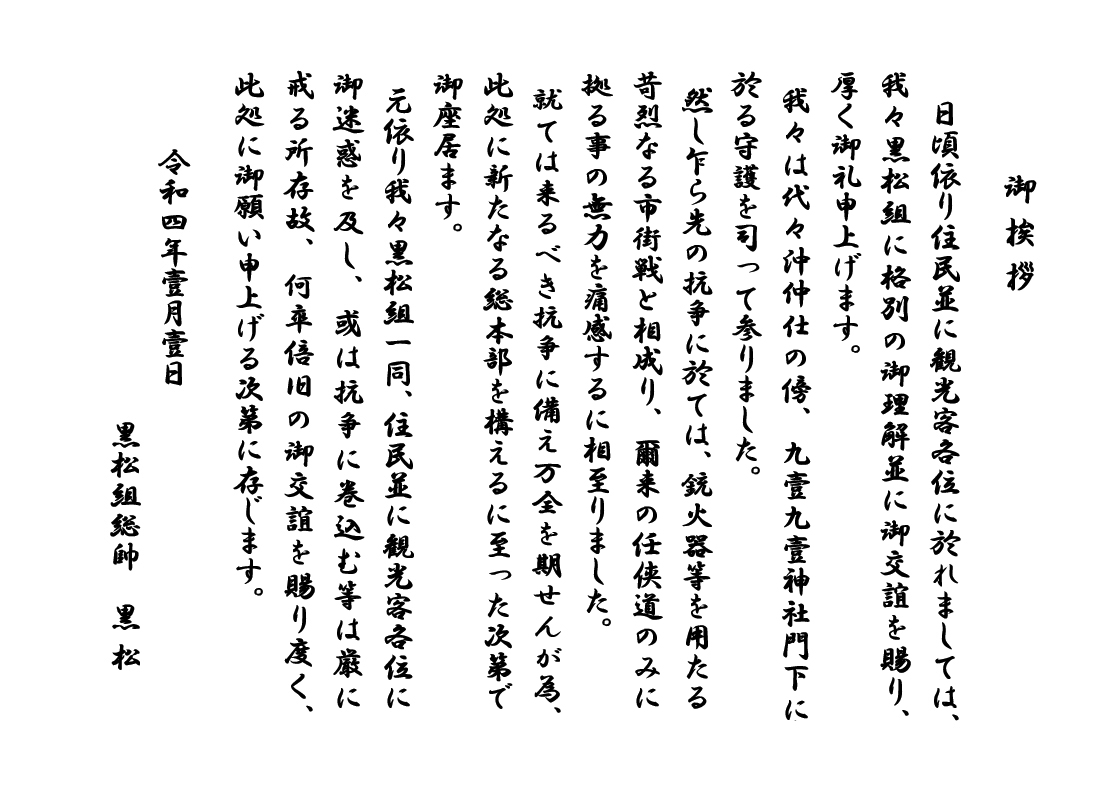 御挨拶
日頃依り住民並に観光客各位に於れましては、
我々黒松組に格別の御理解並に御交誼を賜り、
厚く御礼申上げます。
我々は代々沖仲仕の傍、九壹九壹神社門下に
於る守護を司って参りました。
然し乍ら先の抗争に於ては、銃火器等を用たる
苛烈なる市街戦と相成り、爾来の任侠道のみに
拠る事の無力を痛感するに相至りました。
就ては来るべき抗争に備え万全を期せんが為、
此処に新たなる総本部を構えるに至った次第で
御座居ます。
元依り我々黒松組一同、住民並に観光客各位に
御迷惑を及し、或は抗争に巻込む等は厳に
戒る所存故、何卒倍旧の御交誼を賜り度く、
此処に御願い申上げる次第に存じます。
令和四年壹月壹日
黒松組総帥　黒松